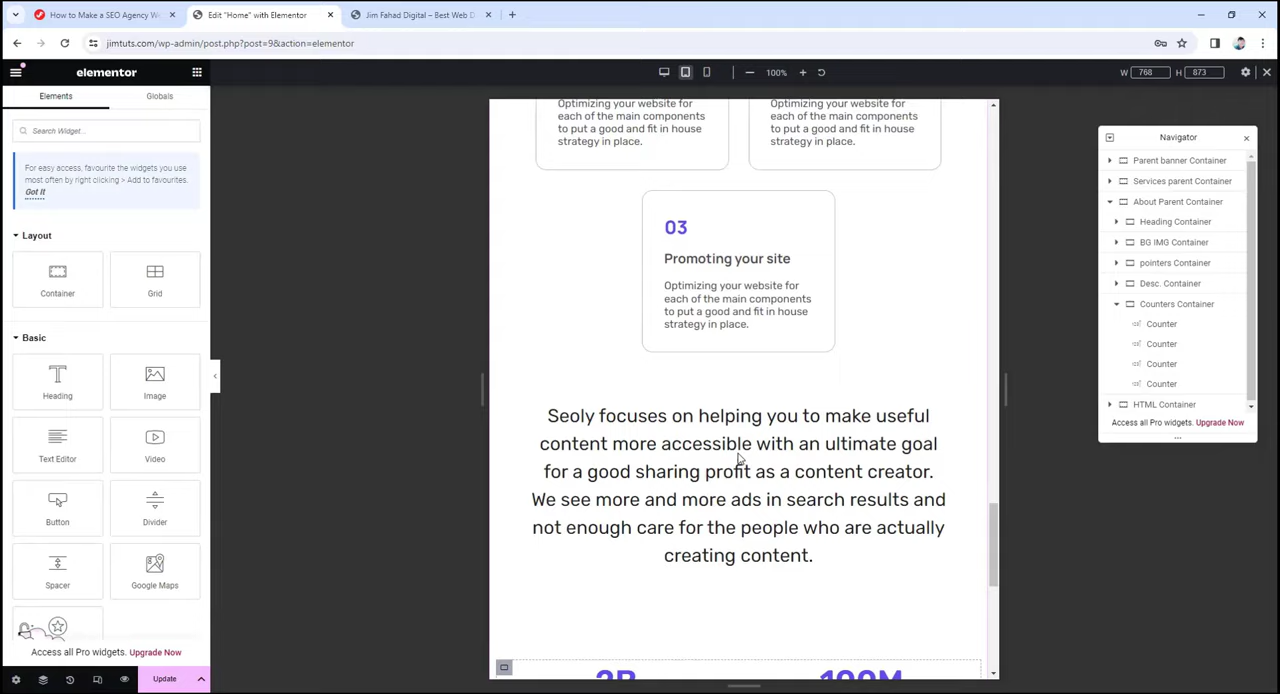 How to Make a SEO Agency W
Edit "Home" with Elementor
Jim Fahad Digital – Best Web D
jimtuts.com/wp-admin/post.php?post=9&action=elementor
elementor
100%
W 768 H 873
Elements Globals
Search Widget...
For easy access, favourite the widgets you use
most often by right clicking > Add to favourites.
Got It
Layout
Container Grid
Basic
Heading Image
Text Editor Video
Button Divider
Spacer Google Maps
Access all Pro widgets. Upgrade Now
Update
Optimizing your website for
each of the main components
to put a good and fit in house
strategy in place.
Optimizing your website for
each of the main components
to put a good and fit in house
strategy in place.
03
Promoting your site
Optimizing your website for
each of the main components
to put a good and fit in house
strategy in place.
Seoly focuses on helping you to make useful
content more accessible with an ultimate goal
for a good sharing profit as a content creator.
We see more and more ads in search results and
not enough care for the people who are actually
creating content.
2B 100M
Navigator
Parent banner Container
Services parent Container
About Parent Container
Heading Container
BG IMG Container
pointers Container
Desc. Container
Counters Container
Counter
Counter
Counter
Counter
HTML Container
Access all Pro widgets. Upgrade Now